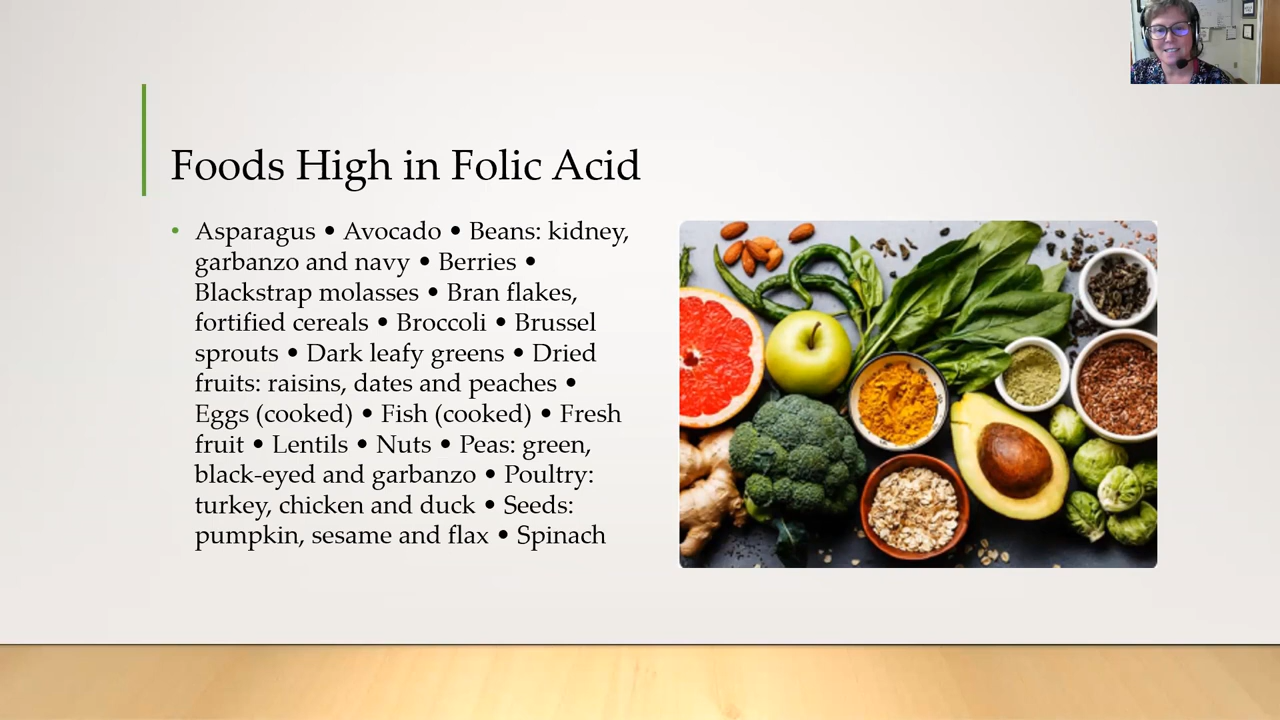 Foods High in Folic Acid
• Asparagus • Avocado • Beans: kidney,
garbanzo and navy • Berries •
Blackstrap molasses • Bran flakes,
fortified cereals • Broccoli • Brussel
sprouts • Dark leafy greens • Dried
fruits: raisins, dates and peaches •
Eggs (cooked) • Fish (cooked) • Fresh
fruit • Lentils • Nuts • Peas: green,
black-eyed and garbanzo • Poultry:
turkey, chicken and duck • Seeds:
pumpkin, sesame and flax • Spinach